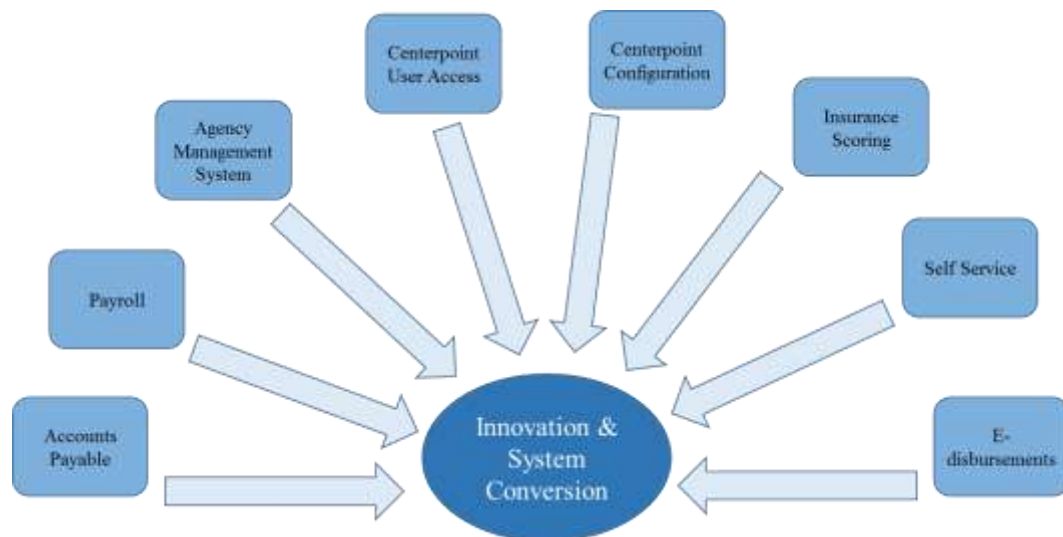 Centerpoint
User Access
Centerpoint
Configuration
Agency
Management
System
Insurance
Scoring
Payroll
Self Service
Accounts
Payable
Innovation &
System
Conversion
E-
disbursements